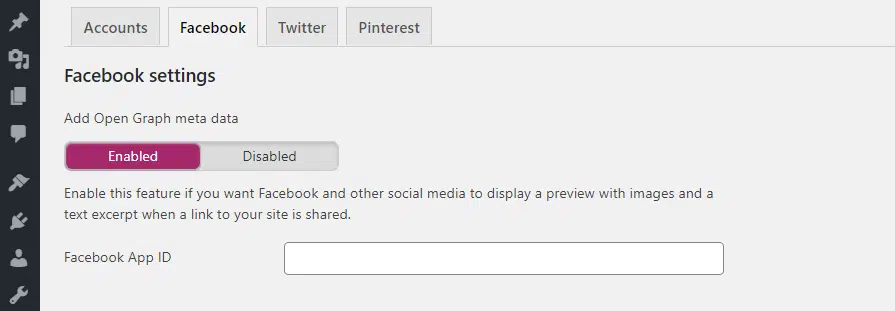 Accounts Facebook Twitter Pinterest
Facebook settings
Add Open Graph meta data
Enabled Disabled
Enable this feature if you want Facebook and other social media to display a preview with images and a
text excerpt when a link to your site is shared.
Facebook App ID